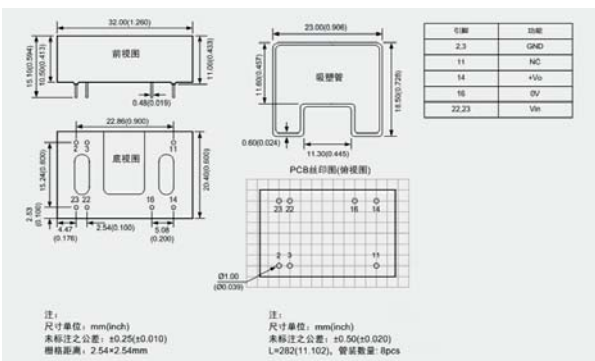 32.00(1.260)
前视图
15.10(0.594)
10.50(0.413)
11.00(0.433)
0.48(0.019)
22.86(0.900)
2 3 11
底视图
15.24(0.600)
20.40(0.800)
23 22 16 14
2.53
(0.100)
4.47
(0.176)
2.54(0.100)
5.08
(0.200)
注:
尺寸单位: mm(inch)
未标注之公差: ±0.25(±0.010)
栅格距离: 2.54×2.54mm
23.00(0.906)
11.60(0.457)
吸塑管
18.50(0.728)
0.60(0.024)
11.30(0.445)
PCB丝印图(俯视图)
23 22 16 14
2 3 11
Ø1.00
(Ø0.039)
注:
尺寸单位: mm(inch)
未标注之公差: ±0.50(±0.020)
L=282(11.102), 管装数量: 8pcs
引脚 功能
2,3 GND
11 NC
14 +Vo
16 0V
22,23 Vin